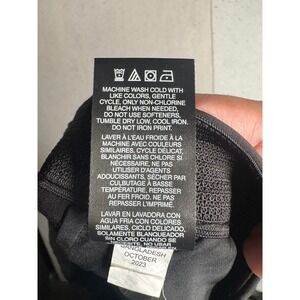 MACHINE WASH COLD WITH
LIKE COLORS, GENTLE
CYCLE, ONLY NON-CHLORINE
BLEACH WHEN NEEDED,
DO NOT USE SOFTENERS,
TUMBLE DRY LOW, COOL IRON.
DO NOT IRON PRINT.
LAVER À L'EAU FROIDE À LA
MACHINE AVEC COULEURS
SIMILAIRES, CYCLE DÉLICAT,
BLANCHIR SANS CHLORE SI
NÉCESSAIRE, NE PAS
UTILISER D'AGENTS
ADOUCISSANTS, SÉCHER PAR
CULBUTAGE À BASSE
TEMPÉRATURE, REPASSER
AU FER FROID. NE PAS
REPASSER L'IMPRIMÉ.
LAVAR EN LAVADORA CON
AGUA FRÍA CON COLORES
SIMILARES, CICLO DELICADO,
SOLAMENTE BLANQUEADOR
SIN CLORO CUANDO SE
BANGLADESH
OCTOBER
2023